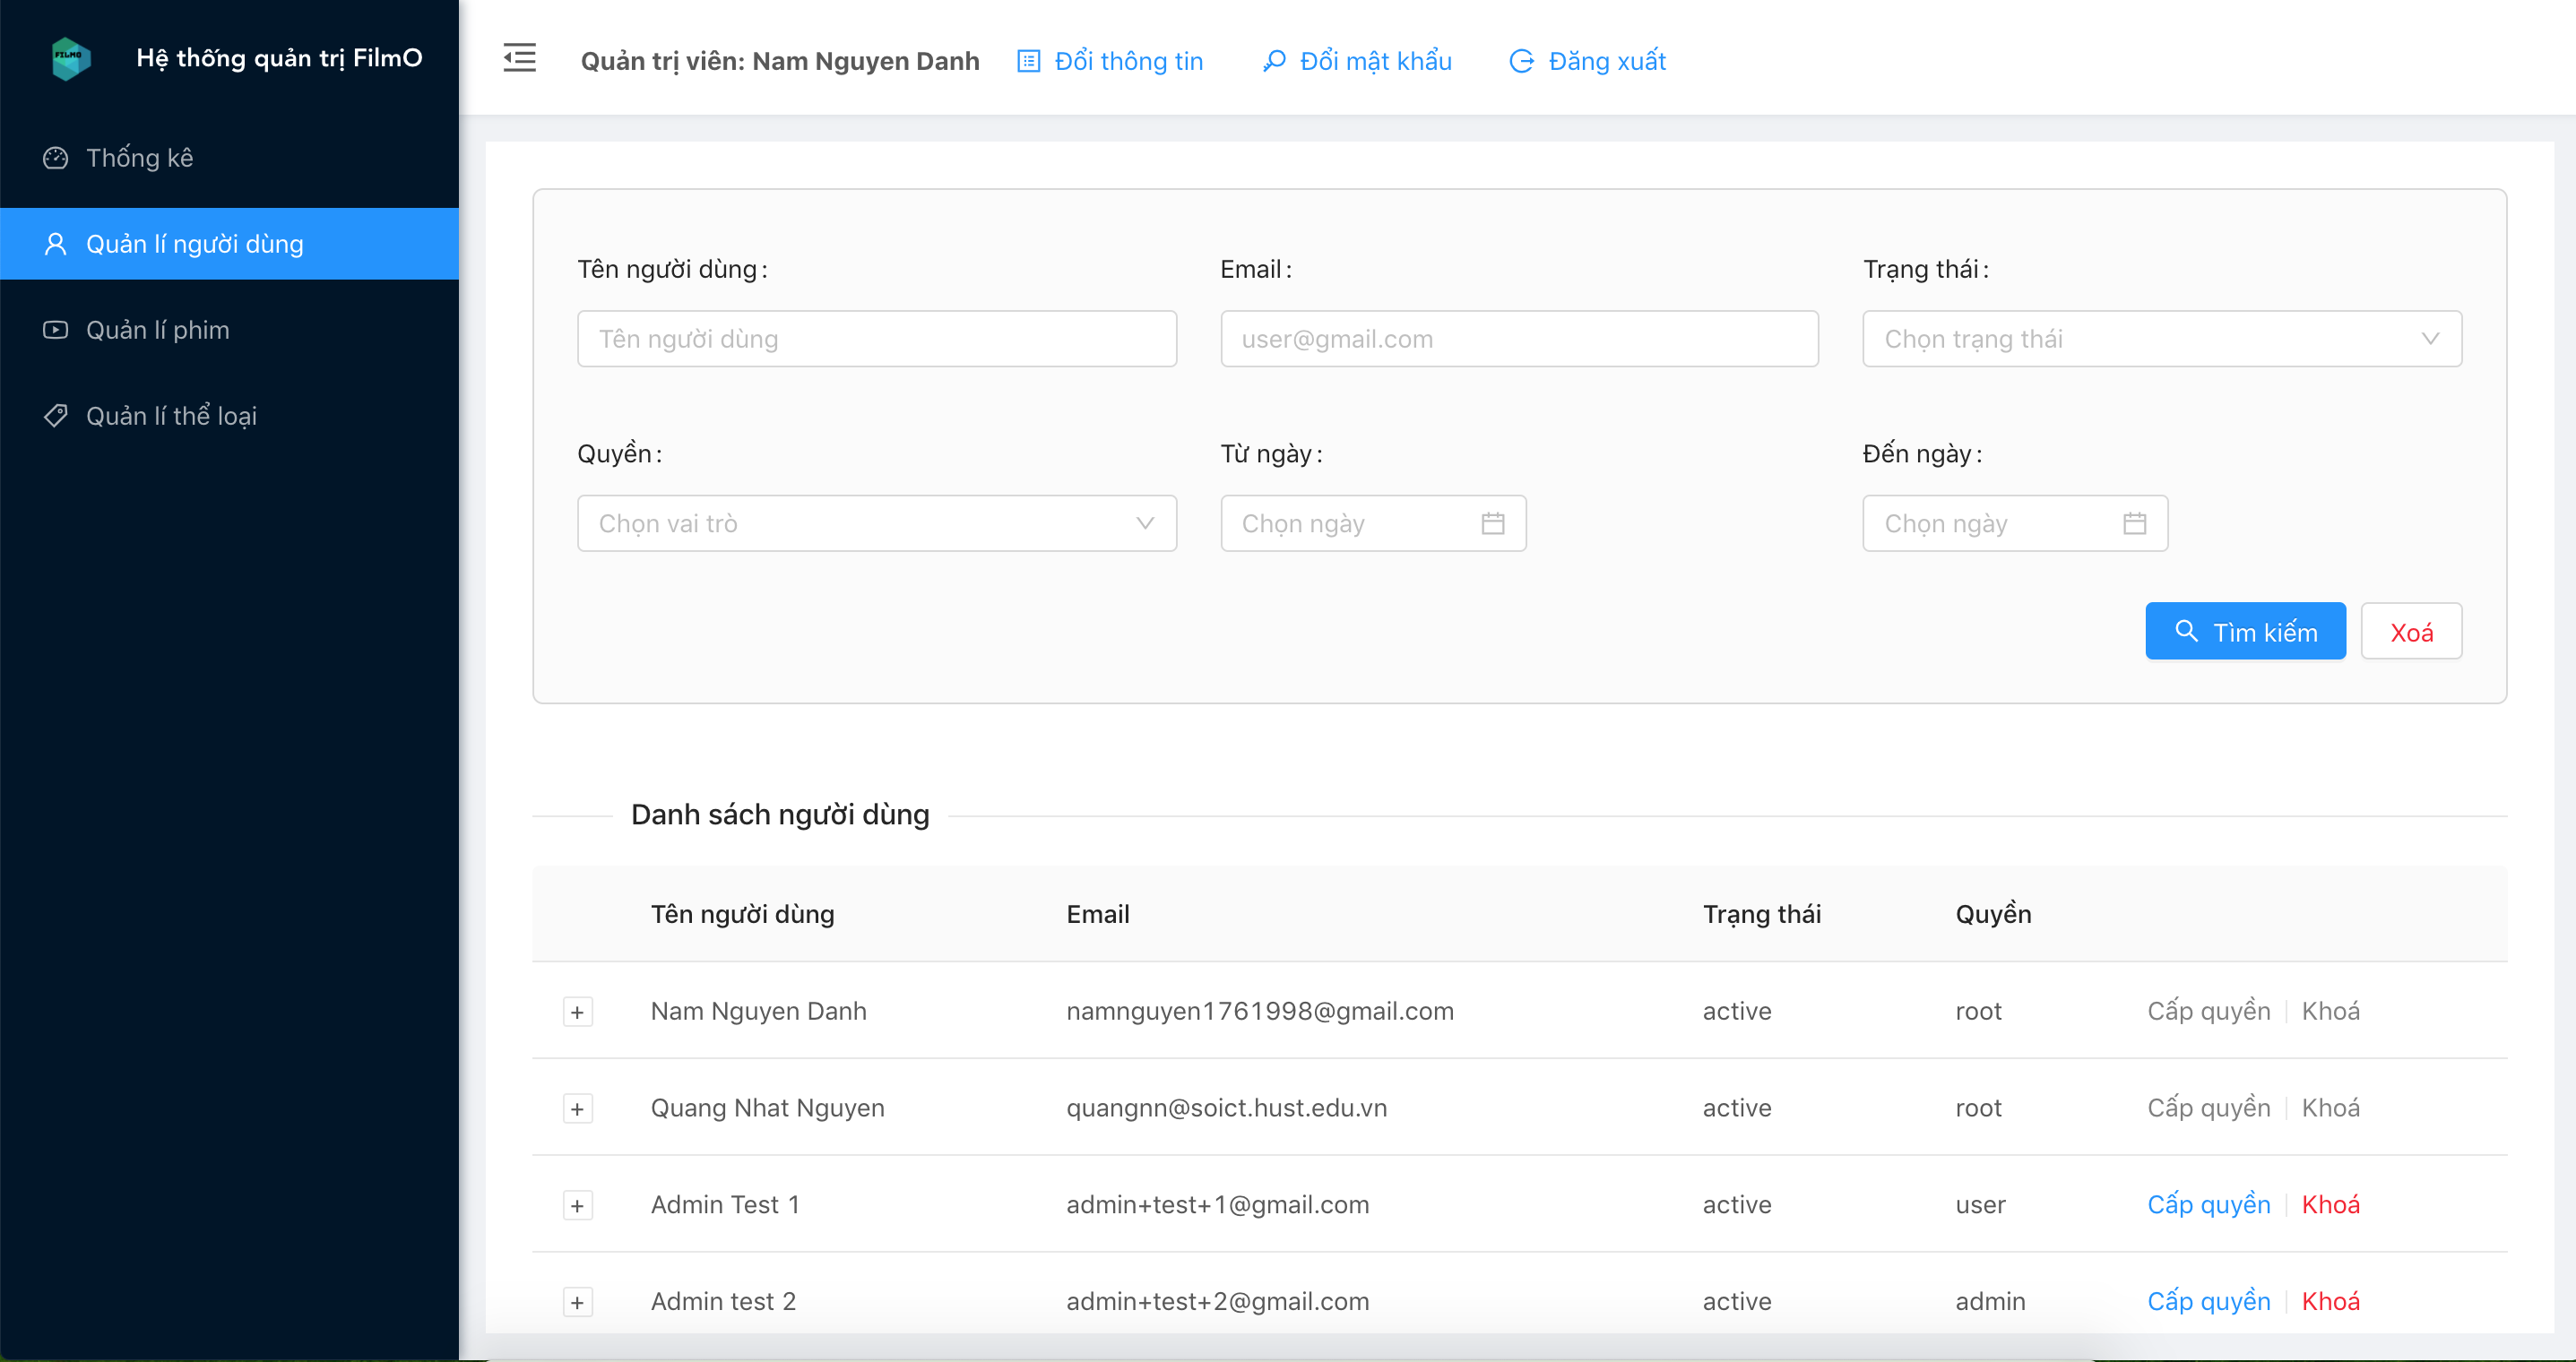 FILMO
Hệ thống quản trị FilmO
Thống kê
Quản lí người dùng
Quản lí phim
Quản lí thể loại
Quản trị viên: Nam Nguyen Danh Đổi thông tin Đổi mật khẩu Đăng xuất
Tên người dùng: Email: Trạng thái:
Tên người dùng user@gmail.com Chọn trạng thái
Quyền: Từ ngày: Đến ngày:
Chọn vai trò Chọn ngày Chọn ngày
Tìm kiếm Xoá
Danh sách người dùng
Tên người dùng Email Trạng thái Quyền
Nam Nguyen Danh namnguyen1761998@gmail.com active root Cấp quyền Khoá
Quang Nhat Nguyen quangnn@soict.hust.edu.vn active root Cấp quyền Khoá
Admin Test 1 admin+test+1@gmail.com active user Cấp quyền Khoá
Admin test 2 admin+test+2@gmail.com active admin Cấp quyền Khoá